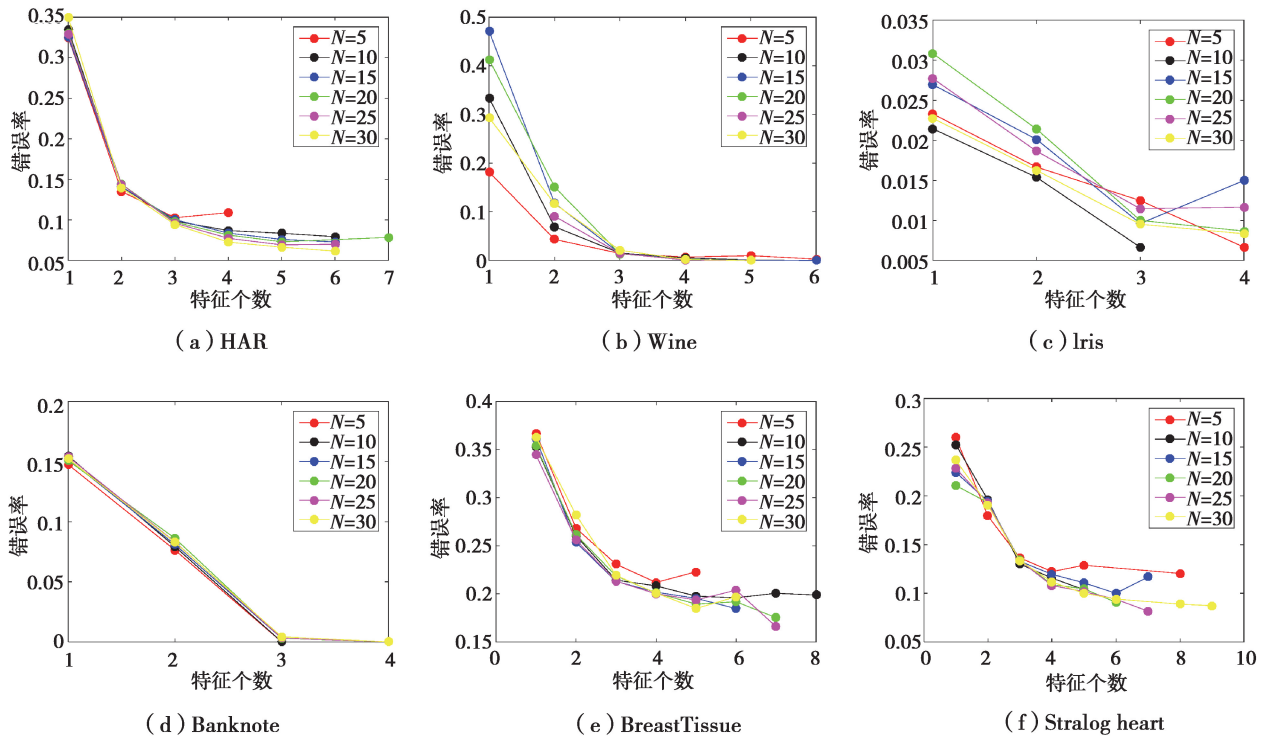 0.35
0.3
0.25
0.2
0.15
0.1
0.05
错误率
1 2 3 4 5 6 7
特征个数
N=5
N=10
N=15
N=20
N=25
N=30
(a)HAR
0.5
0.4
0.3
0.2
0.1
0
错误率
1 2 3 4 5 6
特征个数
N=5
N=10
N=15
N=20
N=25
N=30
(b)Wine
0.035
0.03
0.025
0.02
0.015
0.01
0.005
错误率
1 2 3 4
特征个数
N=5
N=10
N=15
N=20
N=25
N=30
(c)lris
0.2
0.15
0.1
0.05
0
错误率
1 2 3 4
特征个数
N=5
N=10
N=15
N=20
N=25
N=30
(d)Banknote
0.4
0.35
0.3
0.25
0.2
0.15
错误率
0 2 4 6 8
特征个数
N=5
N=10
N=15
N=20
N=25
N=30
(e)BreastTissue
0.3
0.25
0.2
0.15
0.1
0.05
错误率
0 2 4 6 8 10
特征个数
N=5
N=10
N=15
N=20
N=25
N=30
(f)Stralog heart